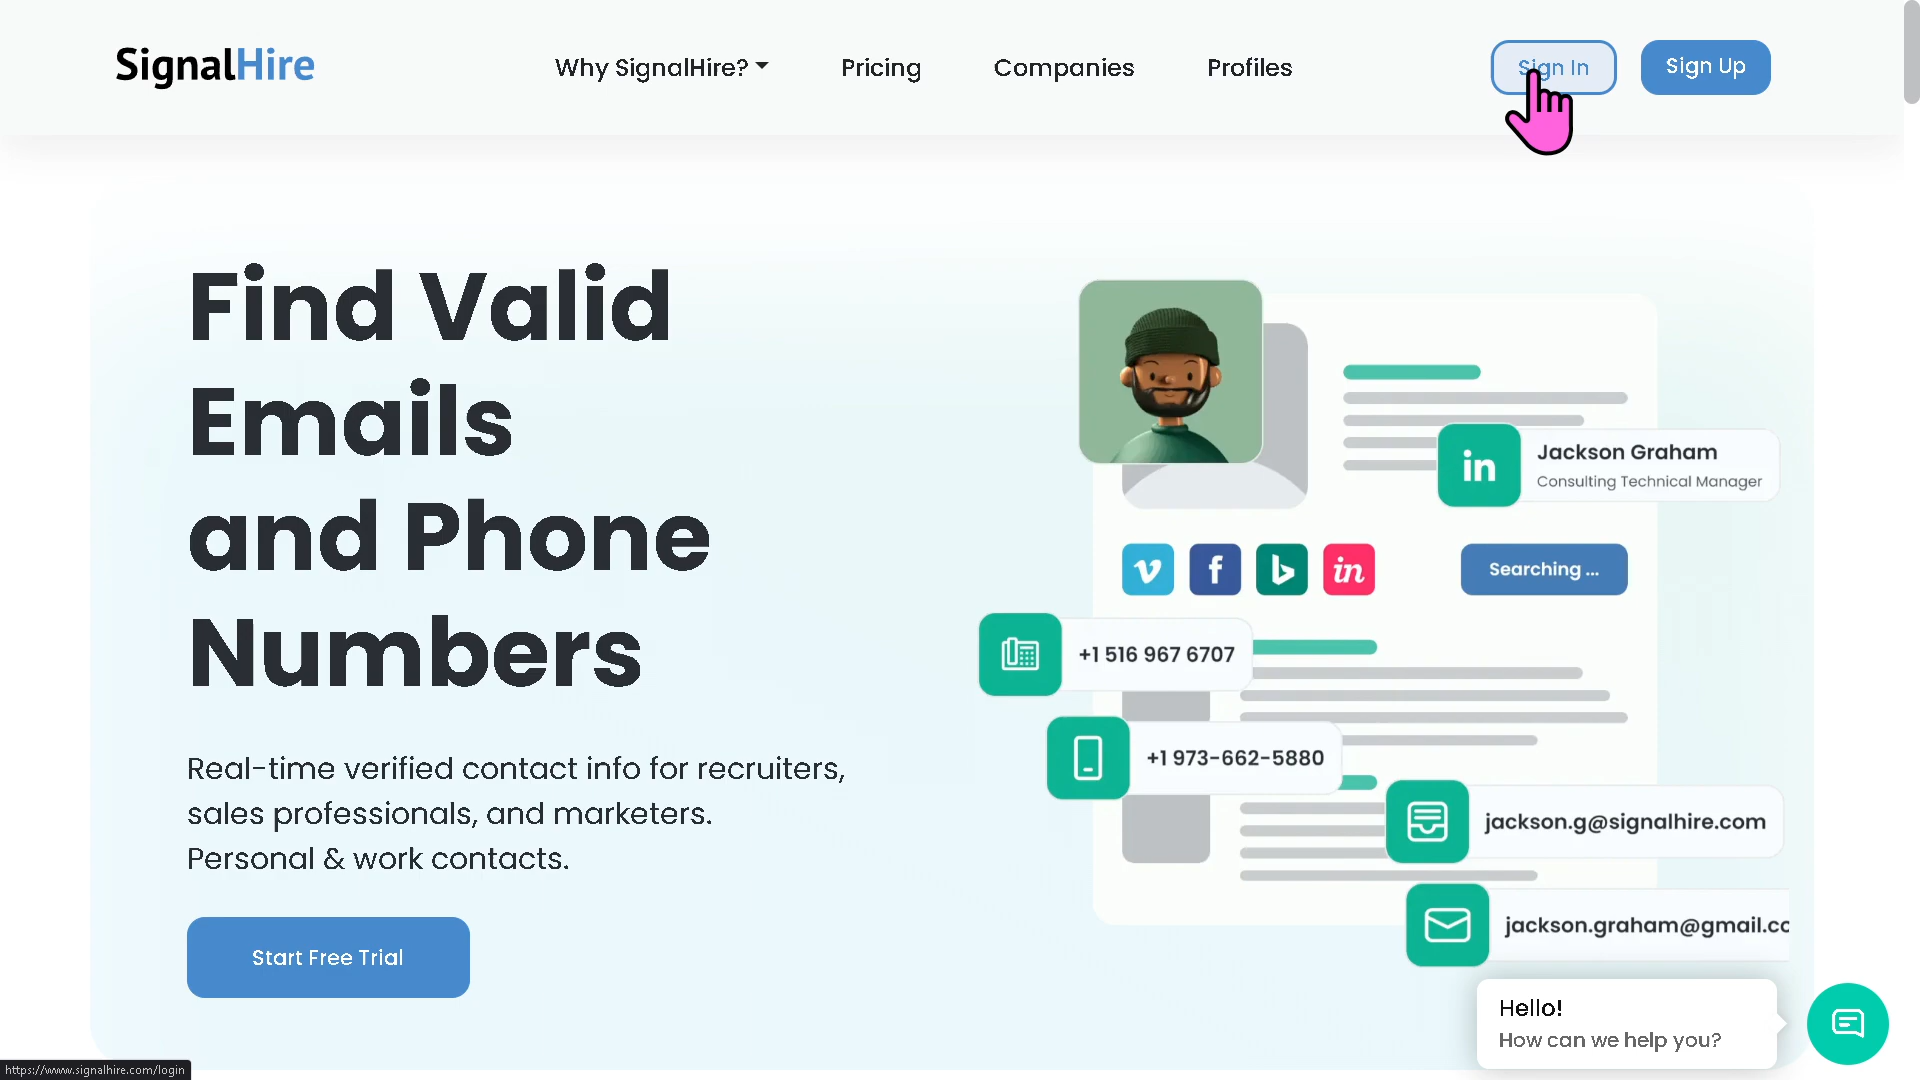 SignalHire
Why SignalHire?
Pricing
Companies
Profiles
Sign In
Sign Up
Find Valid
Emails
and Phone
Numbers
Real-time verified contact info for recruiters,
sales professionals, and marketers.
Personal & work contacts.
Start Free Trial
in
Jackson Graham
Consulting Technical Manager
in
Searching ...
+1 516 967 6707
+1 973-662-5880
jackson.g@signalhire.com
jackson.graham@gmail.co
Hello!
How can we help you?
https://www.signalhire.com/login